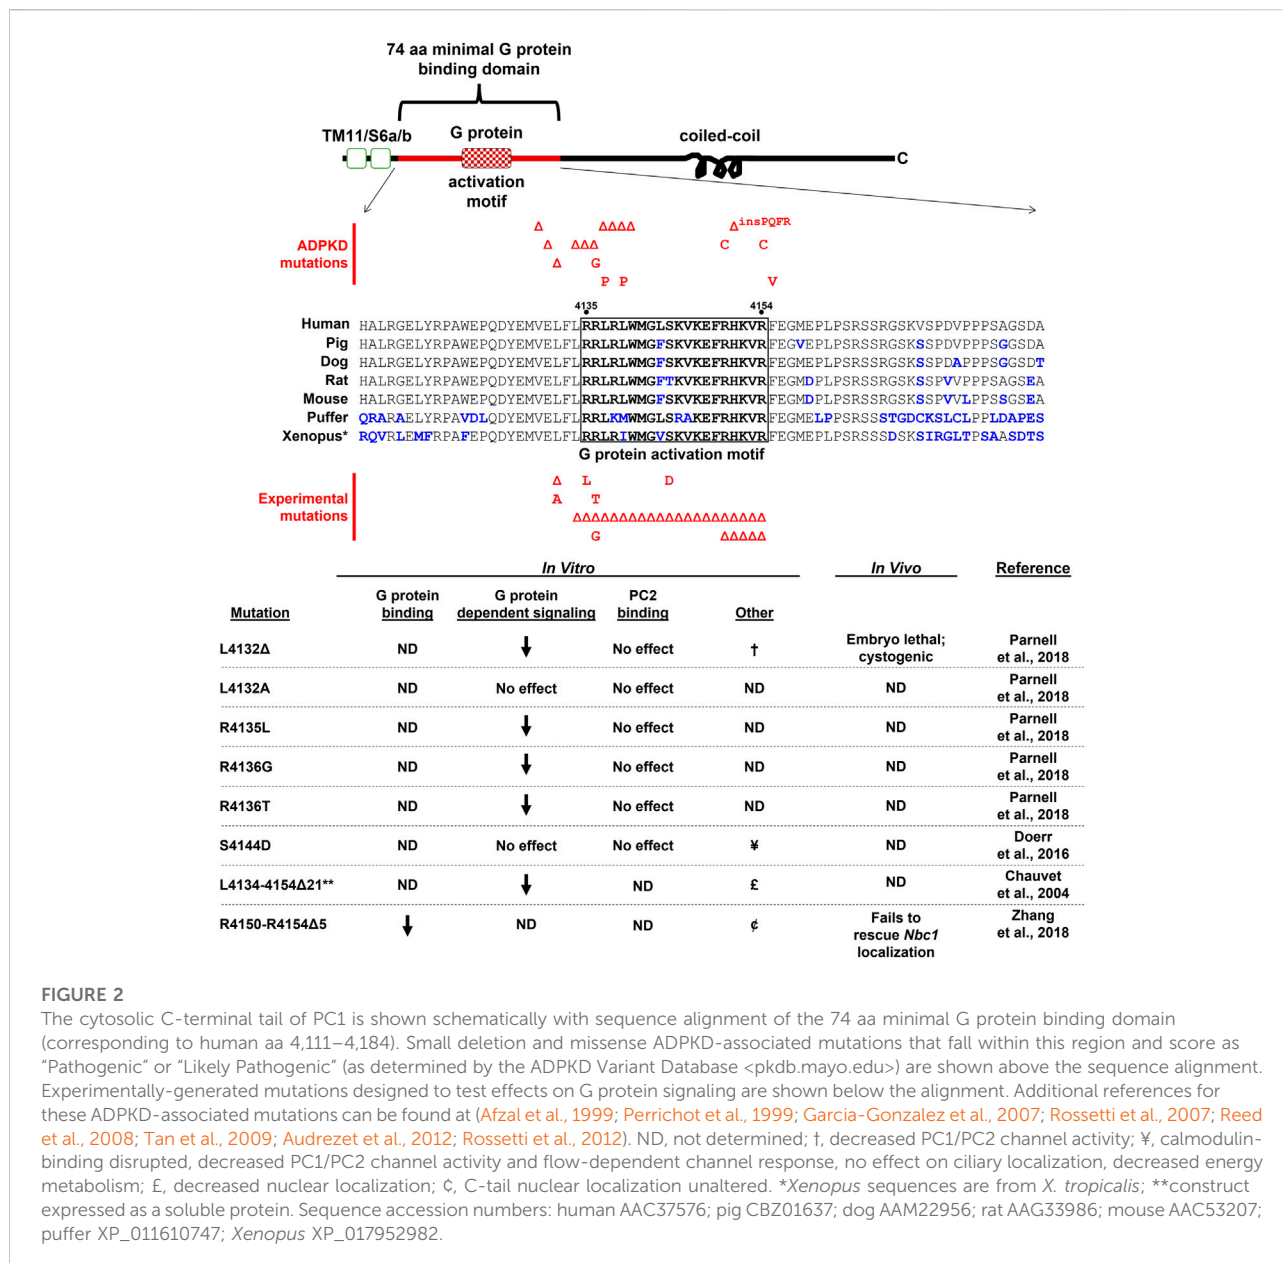 74 aa minimal G protein
binding domain
TM11/S6a/b
G protein
coiled-coil
C
activation
motif
ADPKD
mutations
Δ ΔΔΔΔ ΔinsPQFR
Δ ΔΔΔ C C
Δ G
P P V
4135 4154
Human HALRGELYRPAWEPQDYEMVELFLRRLRLWMGLSKVKEFRHKVRFEGMEPLPSRSSRGSKVSPDVPPPSAGSDA
Pig HALRGELYRPAWEPQDYEMVELFLRRLRLWMGFSKVKEFRHKVRFEGVEPLPSRSSRGSKSSPDVPPPSGGSDA
Dog HALRGELYRPAWEPQDYEMVELFLRRLRLWMGFSKVKEFRHKVRFEGMEPLPSRSSRGSKSSPDAPPPSGGSDT
Rat HALRGELYRPAWEPQDYEMVELFLRRLRLWMGFTKVKEFRHKVRFEGMDPLPSRSSRGSKSSPVVPPPSAGSEA
Mouse HALRGELYRPAWEPQDYEMVELFLRRLRLWMGFSKVKEFRHKVRFEGMDPLPSRSSRGSKSSPVVLPPSSGSEA
Puffer QRARAELYRPAVDLQDYEMVELFLRRLKMWMGLSRAKEFRHKVRFEGMELPPSRSSSTGDCKSLCLPPLDAPES
Xenopus* RQVRLEMFRPAFEPQDYEMVELFLRRLRIWMGVSKVKEFRHKVRFEGMEPLPSRSSSDSKSIRGLTPSAASDTS
G protein activation motif
Experimental
mutations
Δ L D
A T
ΔΔΔΔΔΔΔΔΔΔΔΔΔΔΔΔΔΔΔΔΔ
G ΔΔΔΔΔ
In Vitro In Vivo Reference
Mutation G protein binding G protein dependent signaling PC2 binding Other
L4132Δ ND ↓ No effect † Embryo lethal; cystogenic Parnell et al., 2018
L4132A ND No effect No effect ND ND Parnell et al., 2018
R4135L ND ↓ No effect ND ND Parnell et al., 2018
R4136G ND ↓ No effect ND ND Parnell et al., 2018
R4136T ND ↓ No effect ND ND Parnell et al., 2018
S4144D ND No effect No effect ¥ ND Doerr et al., 2016
L4134-4154Δ21** ND ↓ ND £ ND Chauvet et al., 2004
R4150-R4154Δ5 ↓ ND ND ¢ Fails to rescue Nbc1 localization Zhang et al., 2018
FIGURE 2
The cytosolic C-terminal tail of PC1 is shown schematically with sequence alignment of the 74 aa minimal G protein binding domain
(corresponding to human aa 4,111–4,184). Small deletion and missense ADPKD-associated mutations that fall within this region and score as
“Pathogenic” or “Likely Pathogenic” (as determined by the ADPKD Variant Database <pkdb.mayo.edu>) are shown above the sequence alignment.
Experimentally-generated mutations designed to test effects on G protein signaling are shown below the alignment. Additional references for
these ADPKD-associated mutations can be found at (Afzal et al., 1999; Perrichot et al., 1999; Garcia-Gonzalez et al., 2007; Rossetti et al., 2007; Reed
et al., 2008; Tan et al., 2009; Audrezet et al., 2012; Rossetti et al., 2012). ND, not determined; †, decreased PC1/PC2 channel activity; ¥, calmodulin-
binding disrupted, decreased PC1/PC2 channel activity and flow-dependent channel response, no effect on ciliary localization, decreased energy
metabolism; £, decreased nuclear localization; ¢, C-tail nuclear localization unaltered. *Xenopus sequences are from X. tropicalis; **construct
expressed as a soluble protein. Sequence accession numbers: human AAC37576; pig CBZ01637; dog AAM22956; rat AAG33986; mouse AAC53207;
puffer XP_011610747; Xenopus XP_017952982.